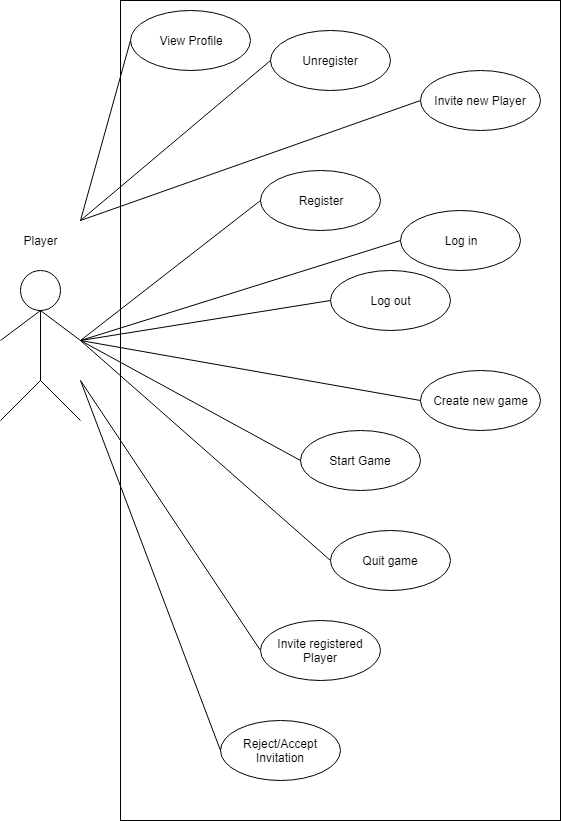 View Profile
Unregister
Invite new Player
Register
Player
Log in
Log out
Create new game
Start Game
Quit game
Invite registered
Player
Reject/Accept
Invitation